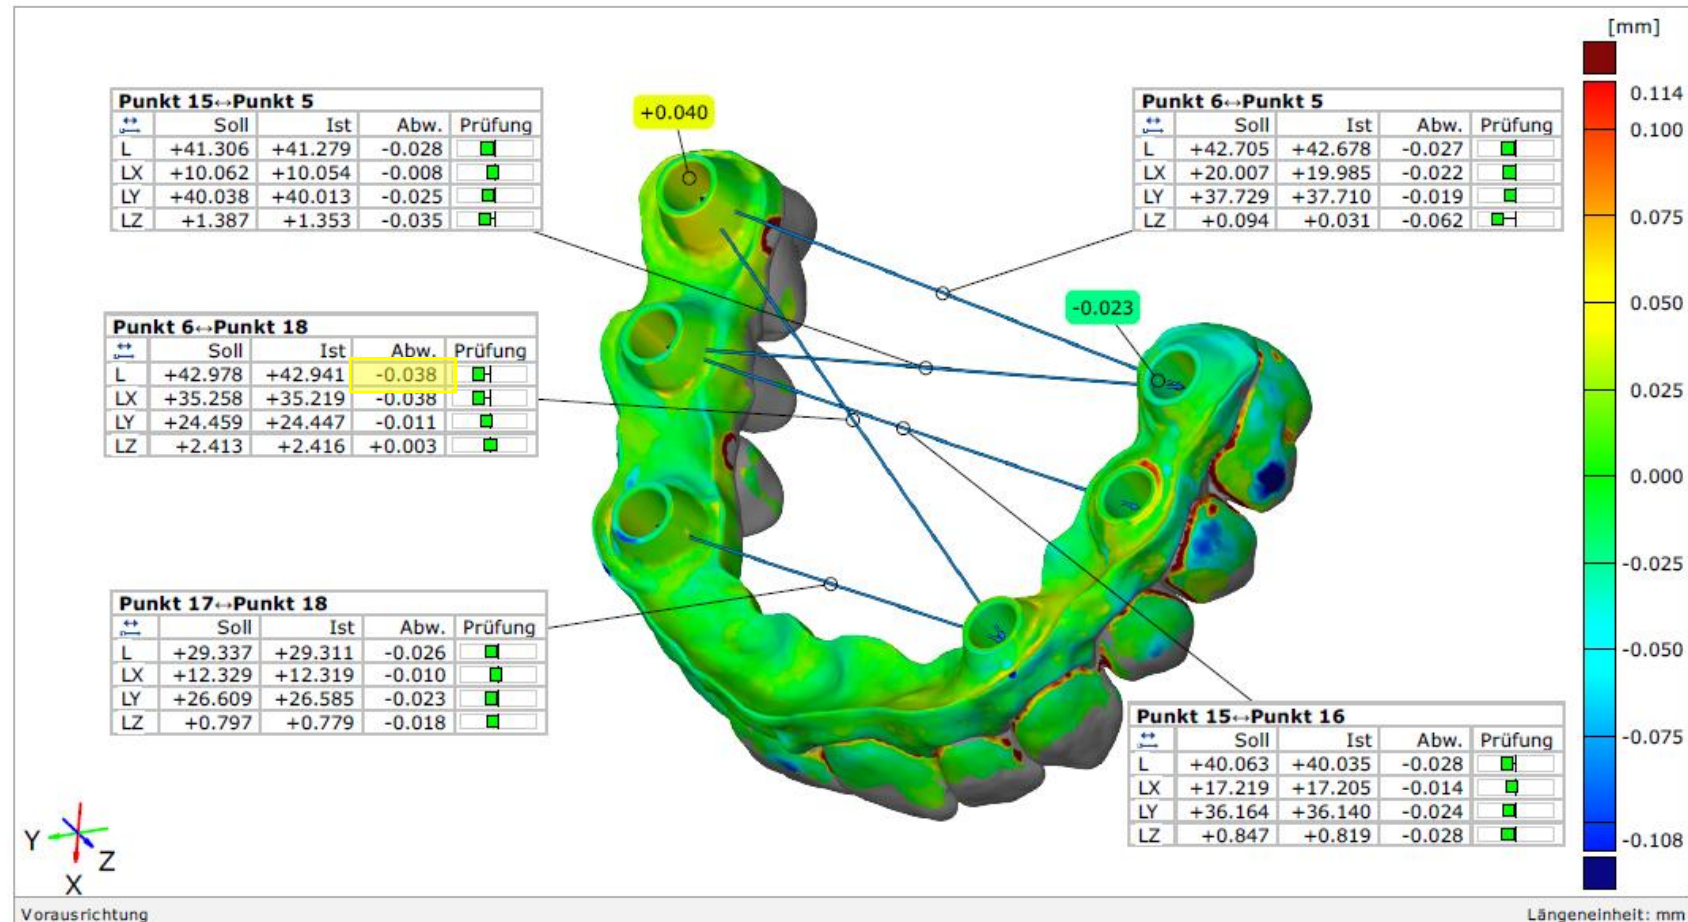 [mm]
Punkt 15↔Punkt 5
Soll Ist Abw. Prüfung
L +41.306 +41.279 -0.028
LX +10.062 +10.054 -0.008
LY +40.038 +40.013 -0.025
LZ +1.387 +1.353 -0.035
+0.040
Punkt 6↔Punkt 5
Soll Ist Abw. Prüfung
L +42.705 +42.678 -0.027
LX +20.007 +19.985 -0.022
LY +37.729 +37.710 -0.019
LZ +0.094 +0.031 -0.062
-0.023
Punkt 6↔Punkt 18
Soll Ist Abw. Prüfung
L +42.978 +42.941 -0.038
LX +35.258 +35.219 -0.038
LY +24.459 +24.447 -0.011
LZ +2.413 +2.416 +0.003
Punkt 17↔Punkt 18
Soll Ist Abw. Prüfung
L +29.337 +29.311 -0.026
LX +12.329 +12.319 -0.010
LY +26.609 +26.585 -0.023
LZ +0.797 +0.779 -0.018
Punkt 15↔Punkt 16
Soll Ist Abw. Prüfung
L +40.063 +40.035 -0.028
LX +17.219 +17.205 -0.014
LY +36.164 +36.140 -0.024
LZ +0.847 +0.819 -0.028
0.114
0.100
0.075
0.050
0.025
0.000
-0.025
-0.050
-0.075
-0.108
Y
Z
X
Vorausrichtung
Längeneinheit: mm